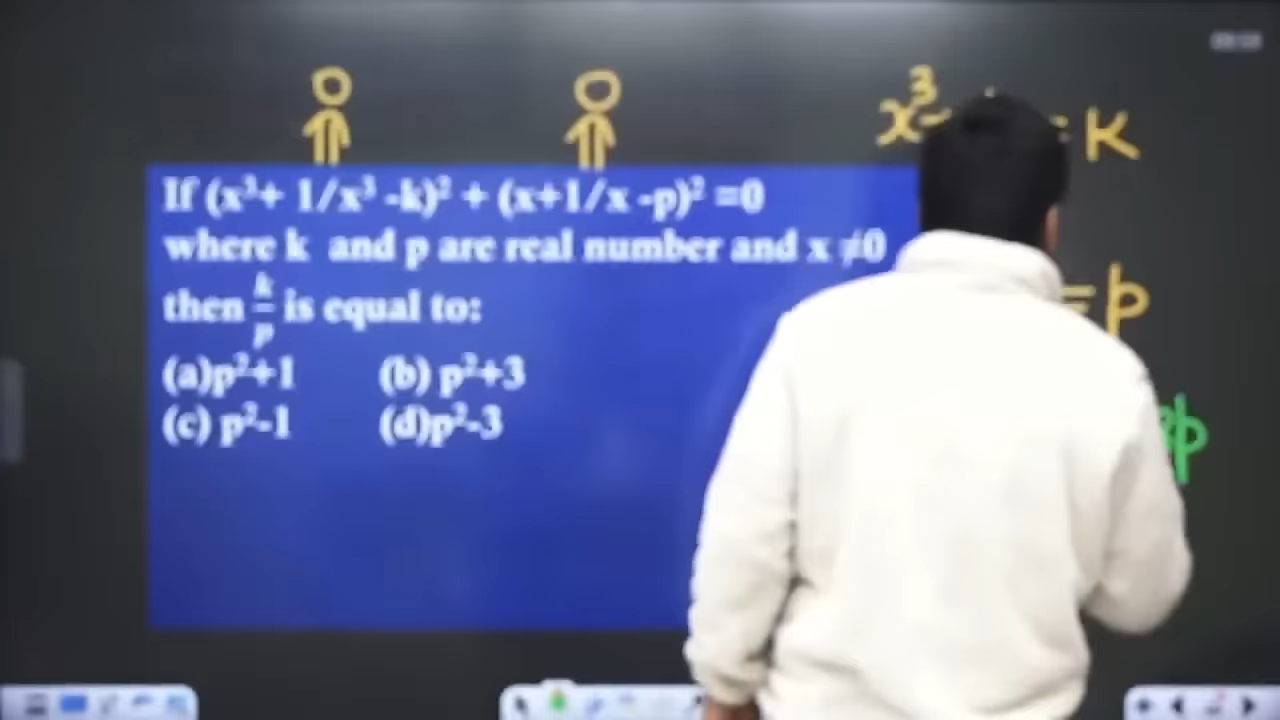 x³ = K
If (x³+ 1/x³ -k)² + (x+1/x -p)² =0
where k and p are real number and x ≠0
= p
then k/p is equal to:
(a)p²+1 (b) p²+3
(c) p²-1 (d)p²-3
p